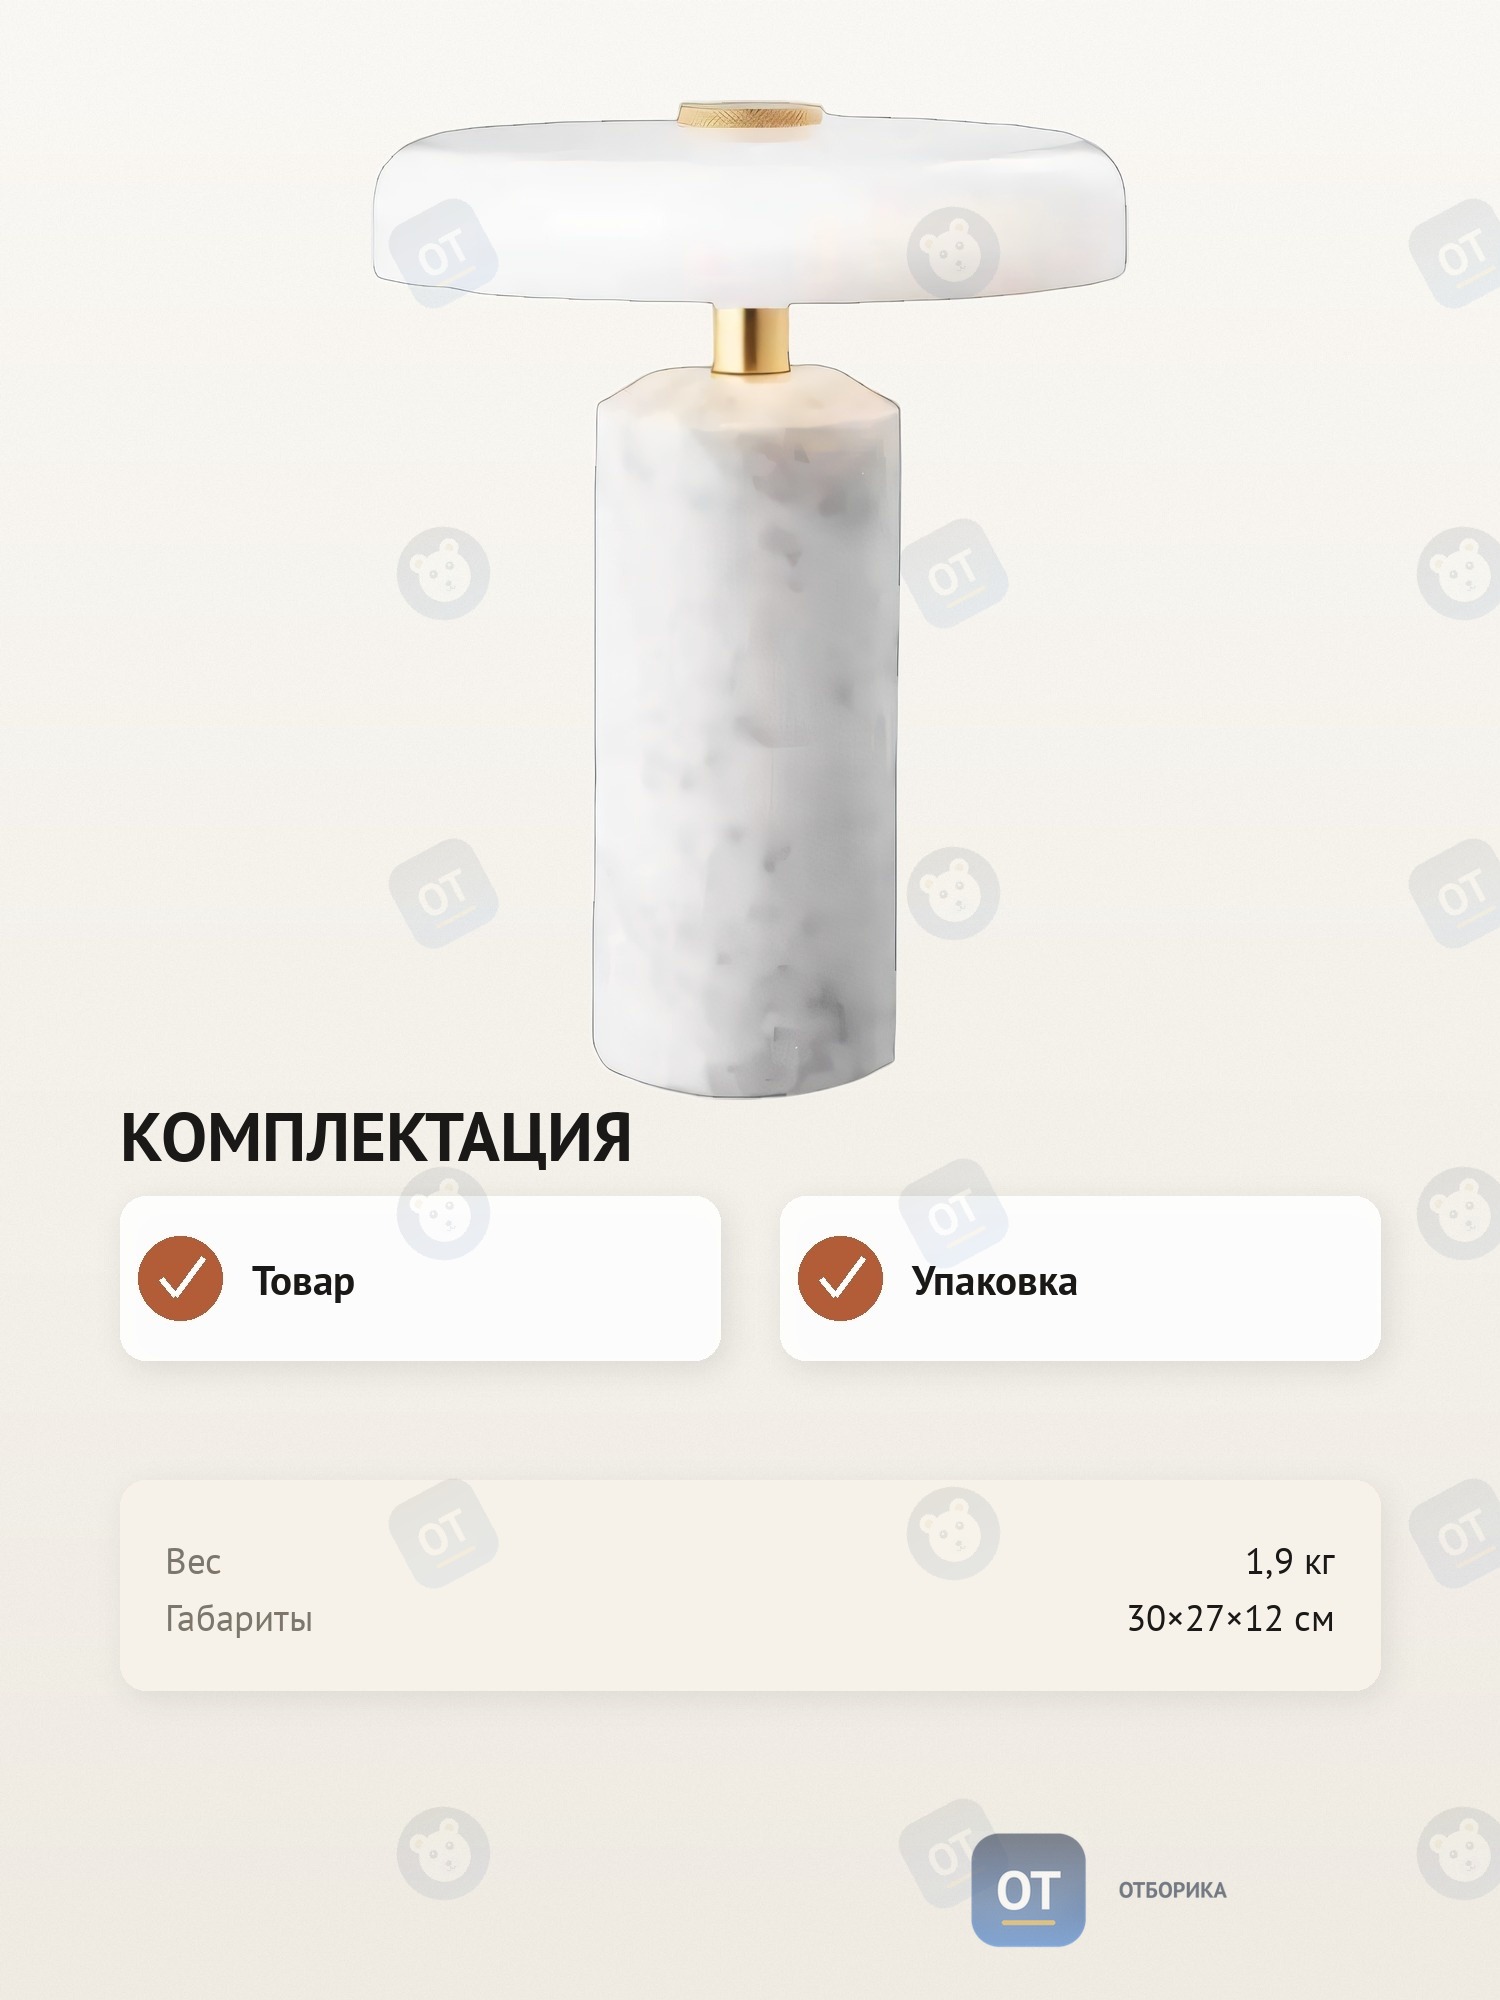 КОМПЛЕКТАЦИЯ
Товар
Упаковка
Вес 1,9 кг
Габариты 30×27×12 см
ОТ ОТБОРИКА